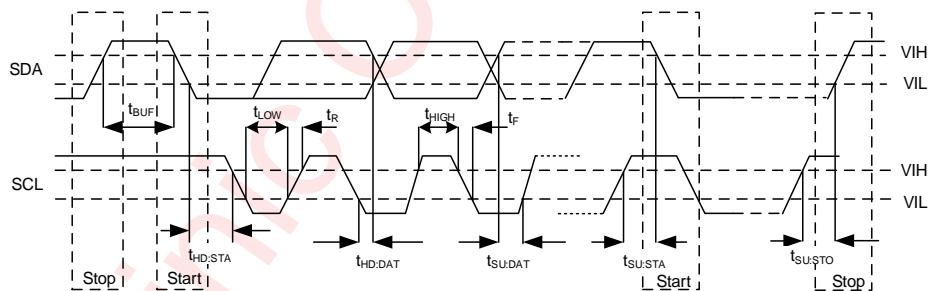 SDA
VIH
VIL
tBUF
tLOW
tR
tHIGH
tF
SCL
VIH
VIL
tHD:STA
tHD:DAT
tSU:DAT
tSU:STA
tSU:STO
Stop
Start
Start
Stop